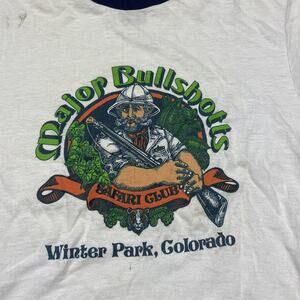 Major Bullshotts
SAFARI CLUB
Winter Park, Colorado